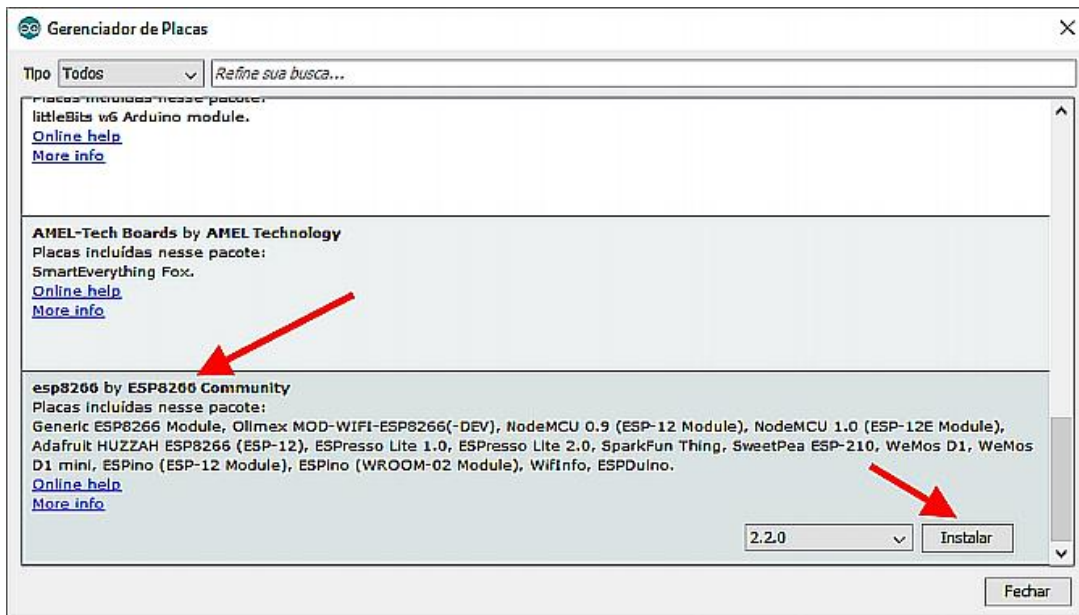 Gerenciador de Placas
Tipo Todos Refine sua busca...
Placas incluídas nesse pacote:
littleBits w6 Arduino module.
Online help
More info
AMEL-Tech Boards by AMEL Technology
Placas incluídas nesse pacote:
SmartEverything Fox.
Online help
More info
esp8266 by ESP8266 Community
Placas incluídas nesse pacote:
Generic ESP8266 Module, Olimex MOD-WIFI-ESP8266(-DEV), NodeMCU 0.9 (ESP-12 Module), NodeMCU 1.0 (ESP-12E Module),
Adafruit HUZZAH ESP8266 (ESP-12), ESPresso Lite 1.0, ESPresso Lite 2.0, SparkFun Thing, SweetPea ESP-210, WeMos D1, WeMos
D1 mini, ESPino (ESP-12 Module), ESPino (WROOM-02 Module), WifInfo, ESPDuino.
Online help
More info
2.2.0 Instalar
Fechar